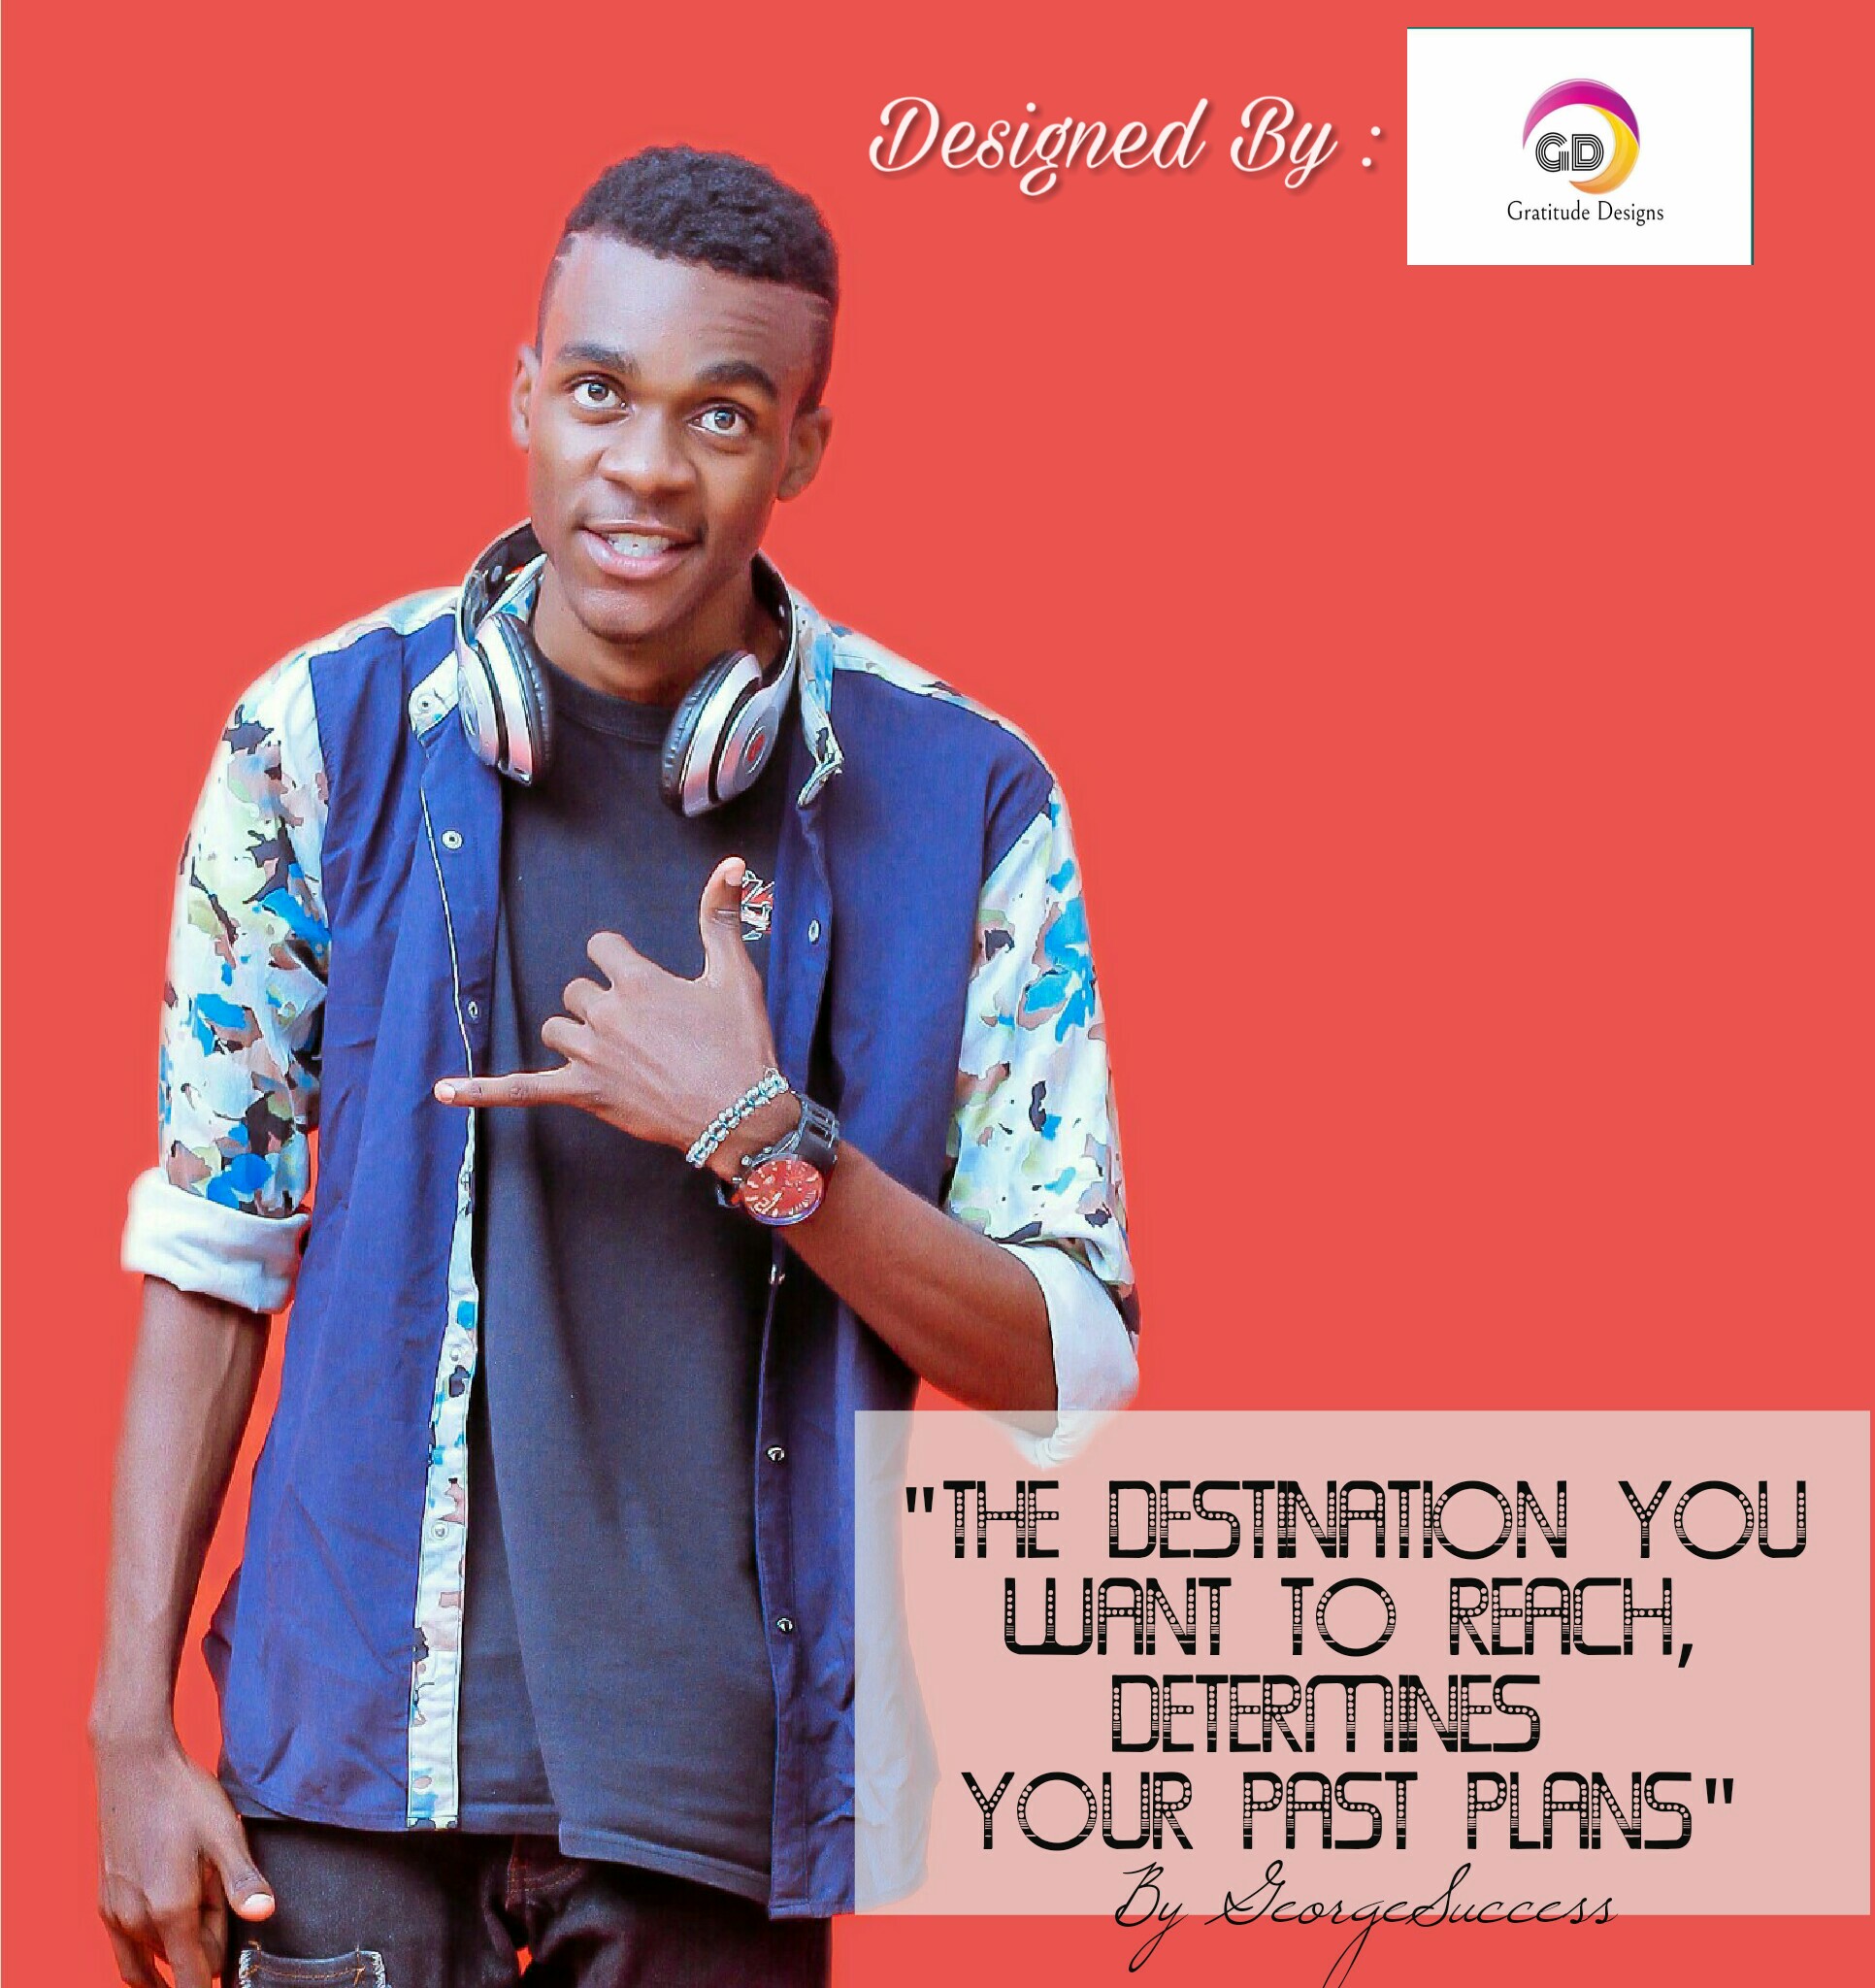 Designed By :
GD
Gratitude Designs
"THE DESTINATION YOU
WANT TO REACH,
DETERMINES
YOUR PAST PLANS"
By GeorgeSuccess